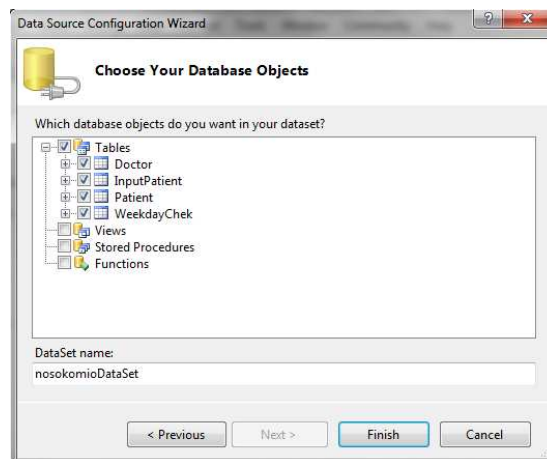 Data Source Configuration Wizard
Choose Your Database Objects
Which database objects do you want in your dataset?
Tables
Doctor
InputPatient
Patient
WeekdayChek
Views
Stored Procedures
Functions
DataSet name:
nosokomioDataSet
< Previous Next > Finish Cancel